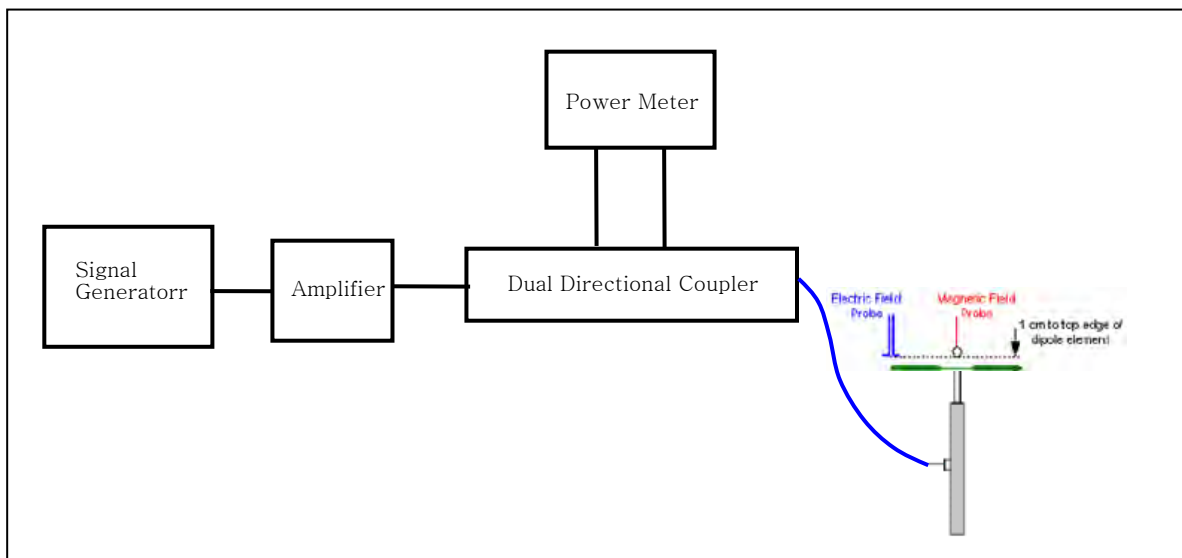 Power Meter
Signal
Generatorr
Amplifier
Dual Directional Coupler
Electric Field
Probe
Magnetic Field
Probe
1 cm to top edge of
dipole element